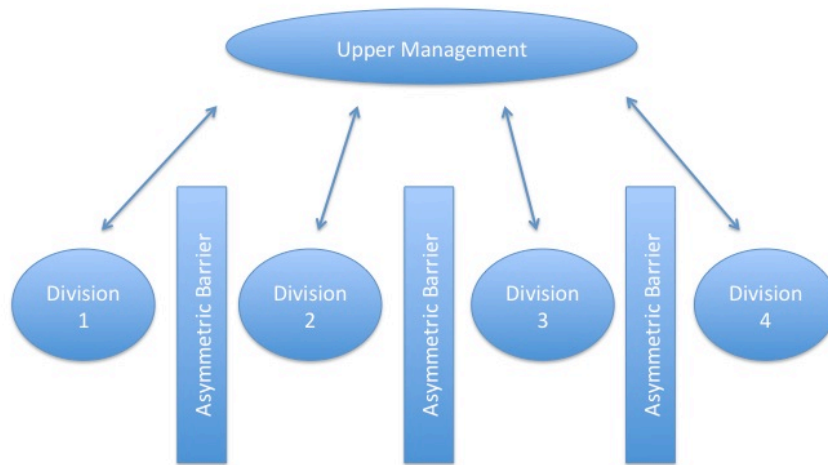 Upper Management
Division
1
Asymmetric Barrier
Division
2
Asymmetric Barrier
Division
3
Asymmetric Barrier
Division
4